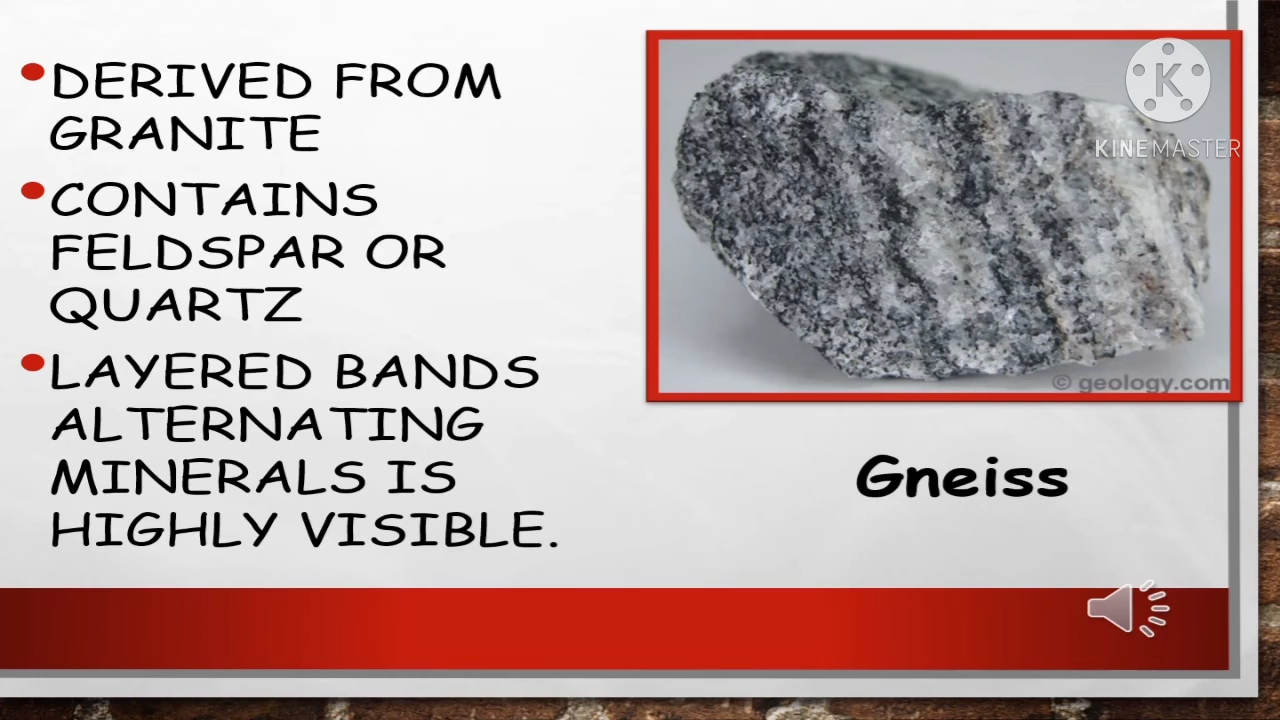 DERIVED FROM
GRANITE
CONTAINS
FELDSPAR OR
QUARTZ
LAYERED BANDS
ALTERNATING
MINERALS IS
HIGHLY VISIBLE.
K
KINEMASTER
© geology.com
Gneiss